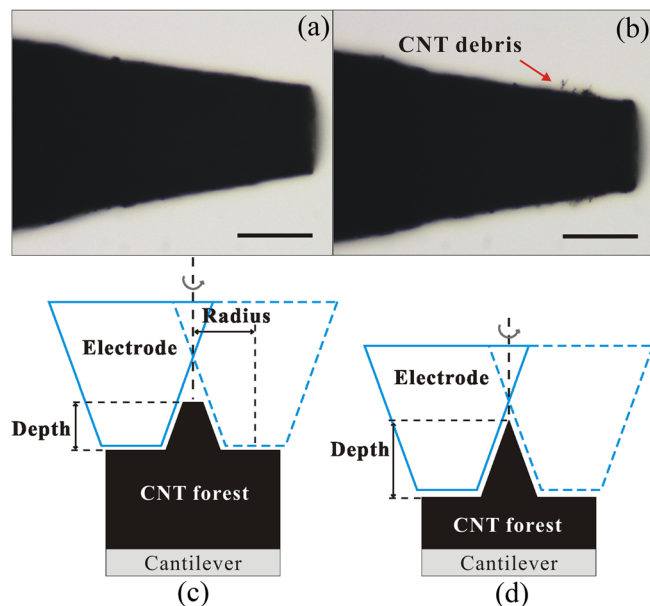 (a)
(b)
CNT debris
Radius
Electrode
Depth
CNT forest
Cantilever
(c)
Electrode
Depth
CNT forest
Cantilever
(d)